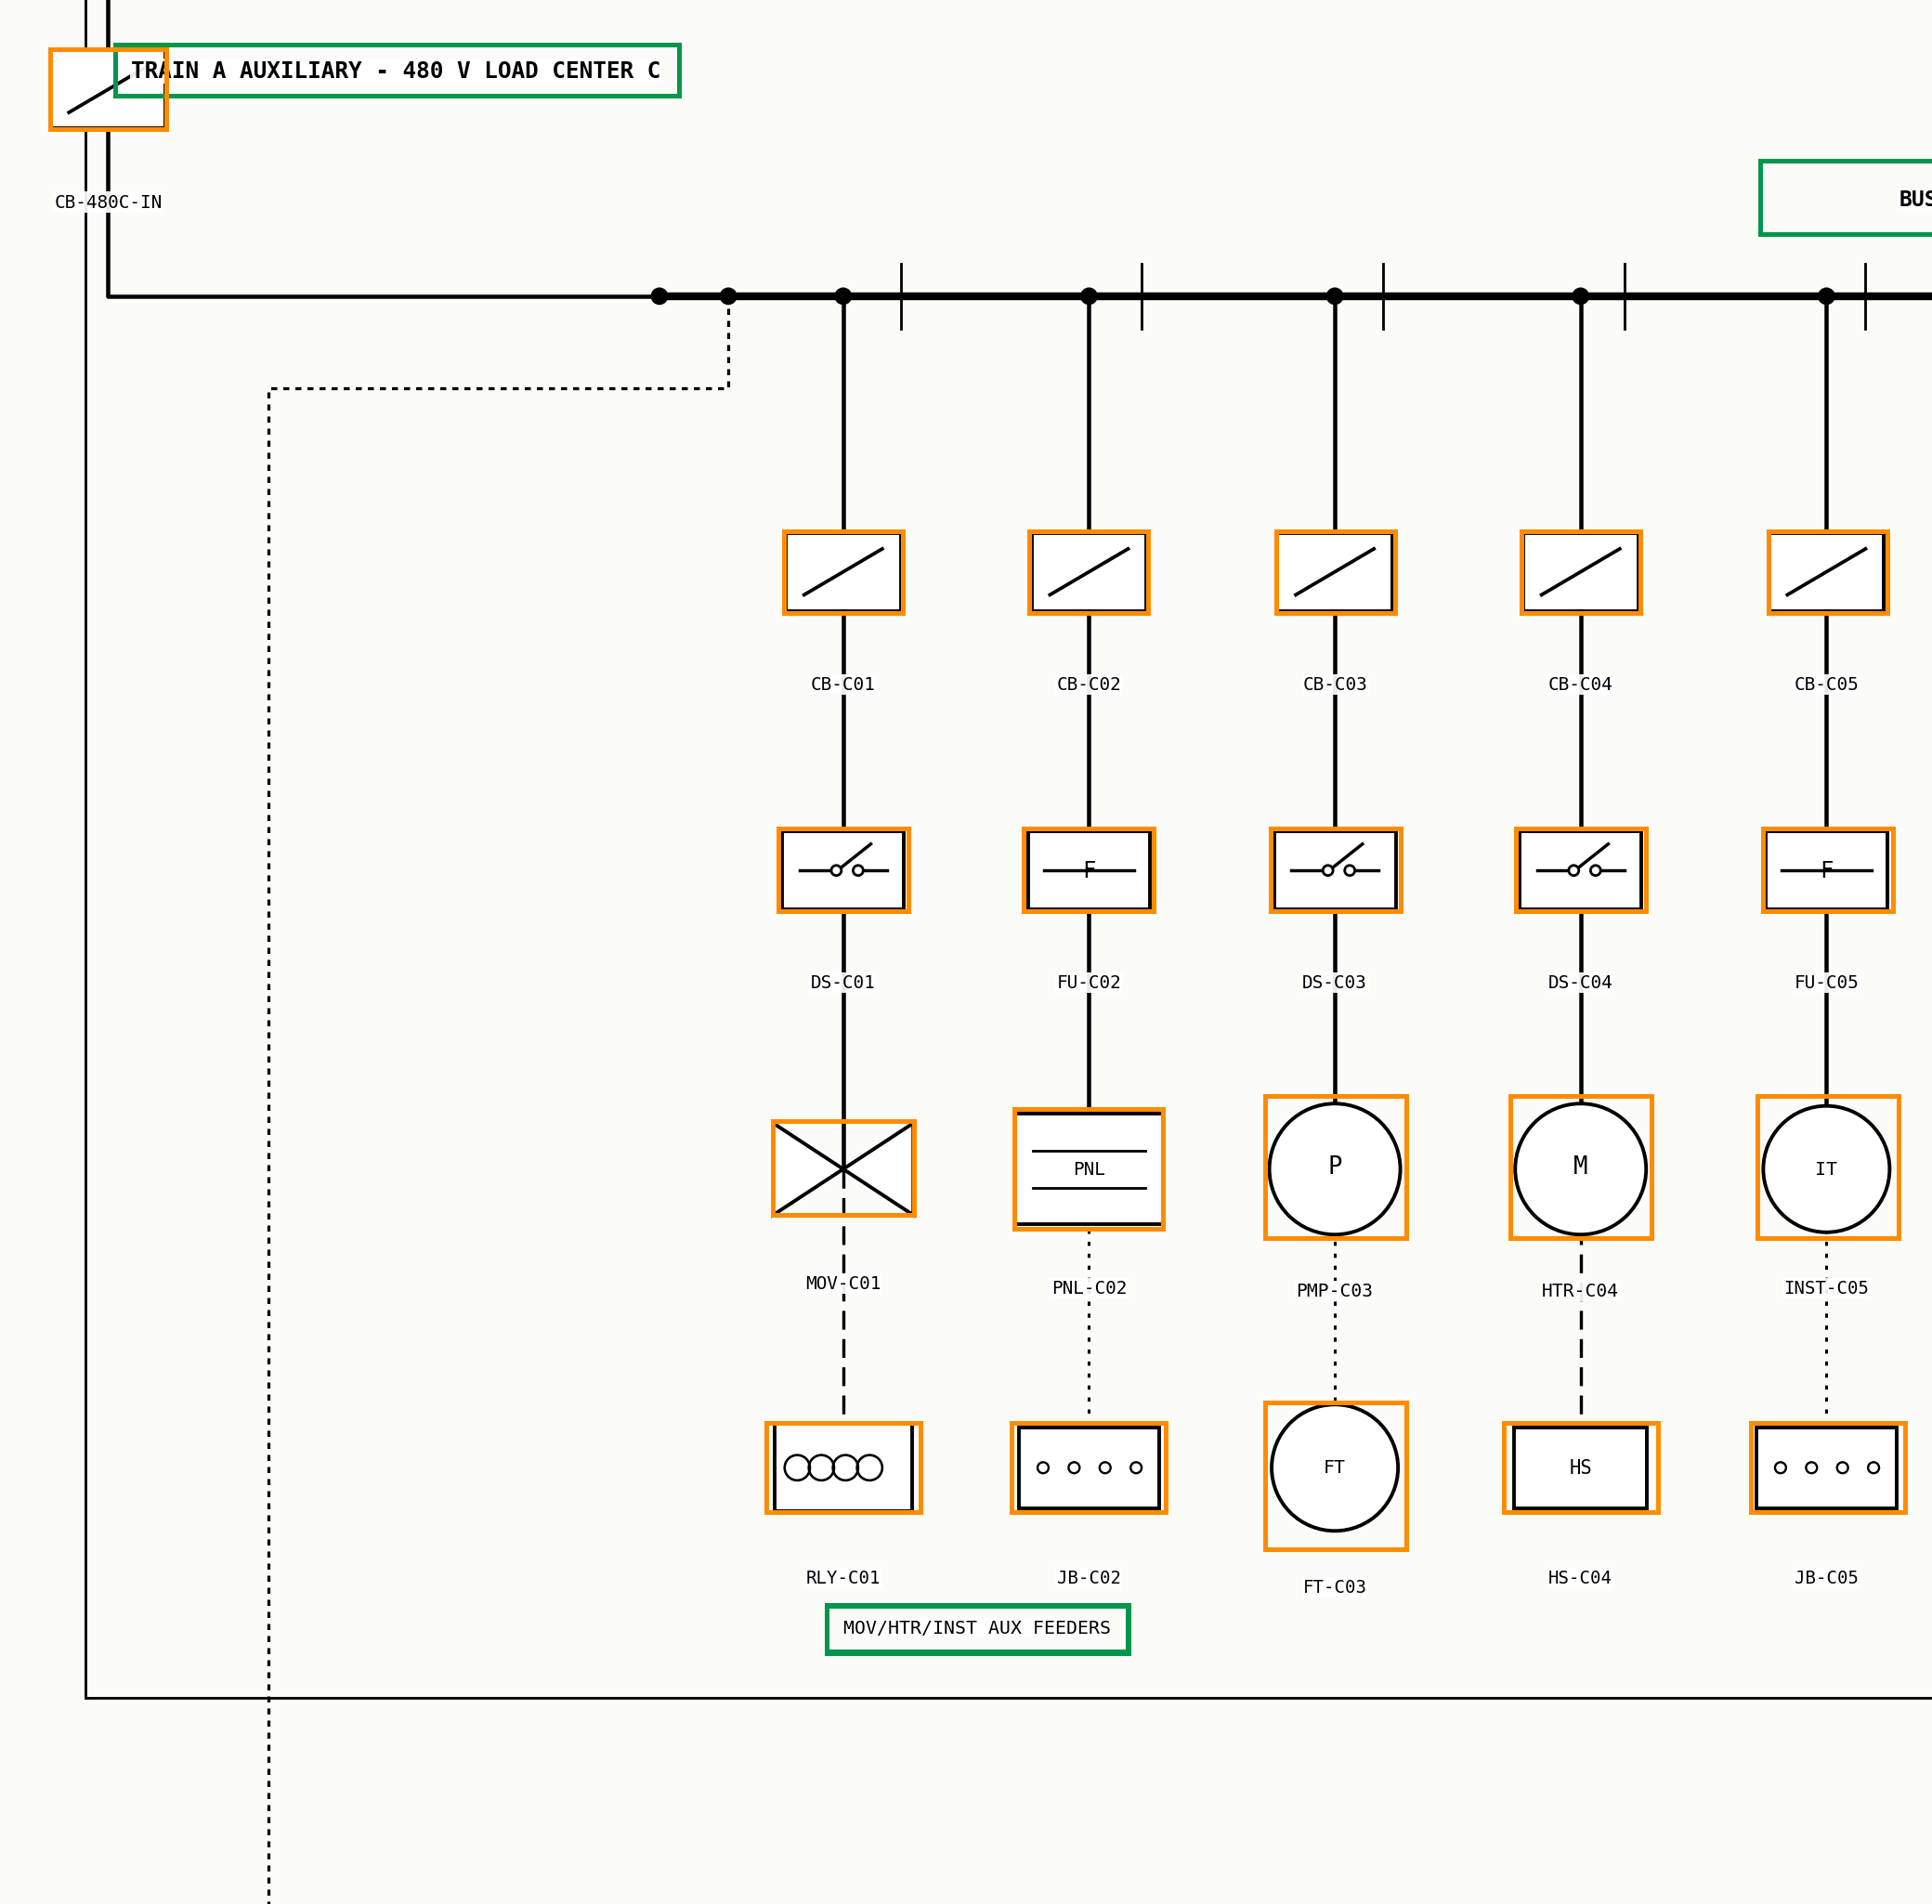 TRAIN A AUXILIARY - 480 V LOAD CENTER C
CB-480C-IN
BUS
CB-C01 CB-C02 CB-C03 CB-C04 CB-C05
F F
DS-C01 FU-C02 DS-C03 DS-C04 FU-C05
PNL P M IT
MOV-C01 PNL-C02 PMP-C03 HTR-C04 INST-C05
FT HS
RLY-C01 JB-C02 FT-C03 HS-C04 JB-C05
MOV/HTR/INST AUX FEEDERS